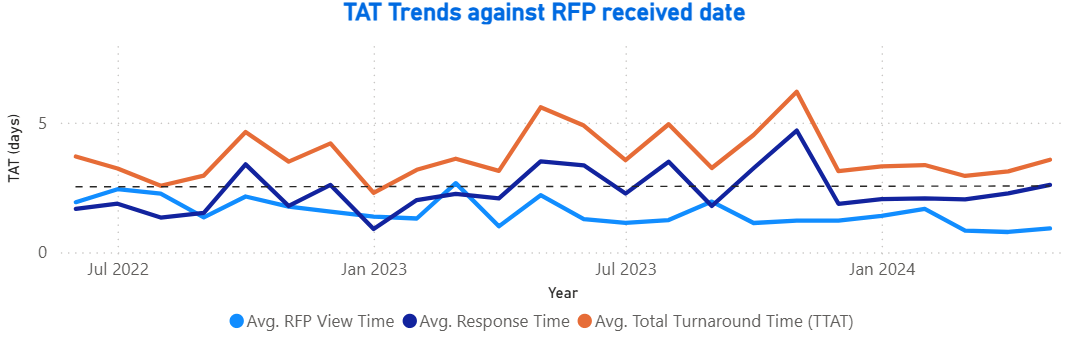 TAT Trends against RFP received date
TAT (days)
5
0
Jul 2022 Jan 2023 Jul 2023 Jan 2024
Year
Avg. RFP View Time Avg. Response Time Avg. Total Turnaround Time (TTAT)